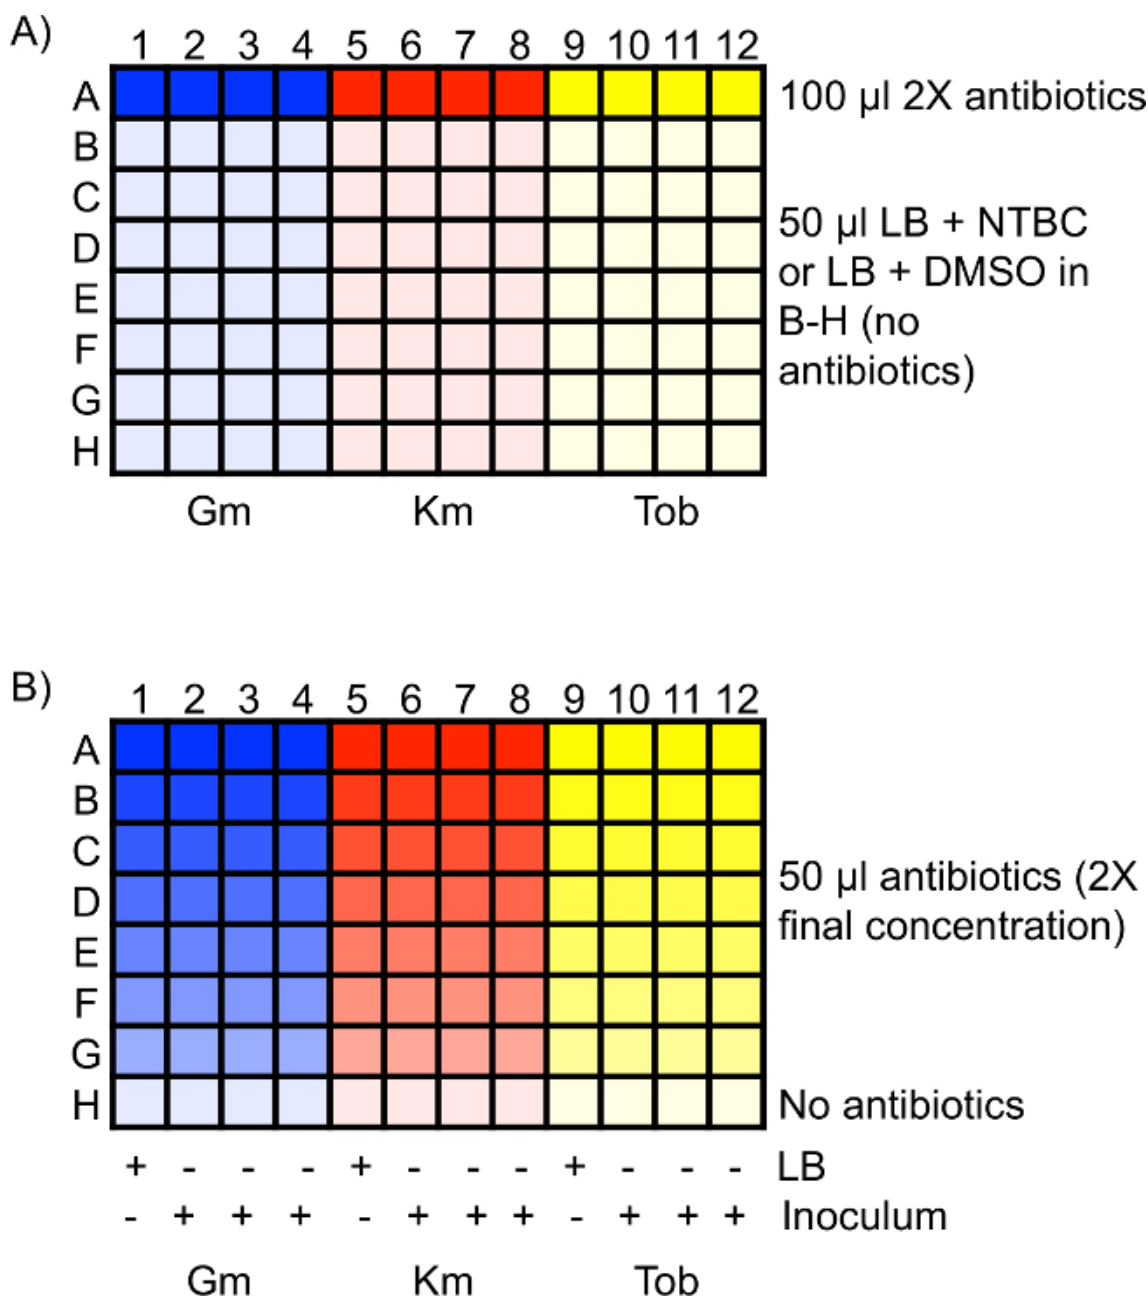 A)
1 2 3 4 5 6 7 8 9 10 11 12
A
100 µl 2X antibiotics
B
C
50 µl LB + NTBC
D
or LB + DMSO in
E
B-H (no
F
antibiotics)
G
H
Gm Km Tob
B)
1 2 3 4 5 6 7 8 9 10 11 12
A
B
C
D
50 µl antibiotics (2X
final concentration)
E
F
G
H
No antibiotics
+ - - - + - - - + - - - LB
- + + + - + + + - + + + Inoculum
Gm Km Tob